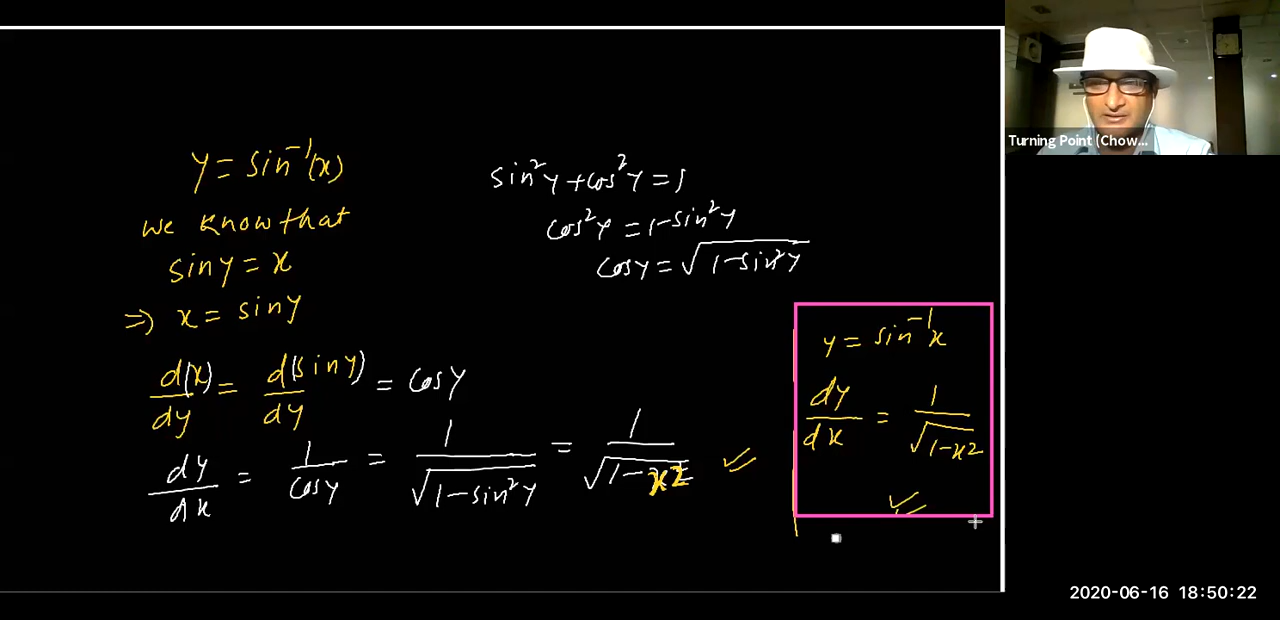 y = sin⁻¹(x)
we know that
sin y = x
⇒ x = sin y
d(x)/dy = d(sin y)/dy = cos y
dy/dx = 1/cos y = 1/√(1-sin²y) = 1/√(1-x²) ✓
sin²y + cos²y = 1
cos²y = 1-sin²y
cos y = √(1-sin²y)
y = sin⁻¹x
dy/dx = 1/√(1-x²)
✓
Turning Point (Chow...
2020-06-16 18:50:22